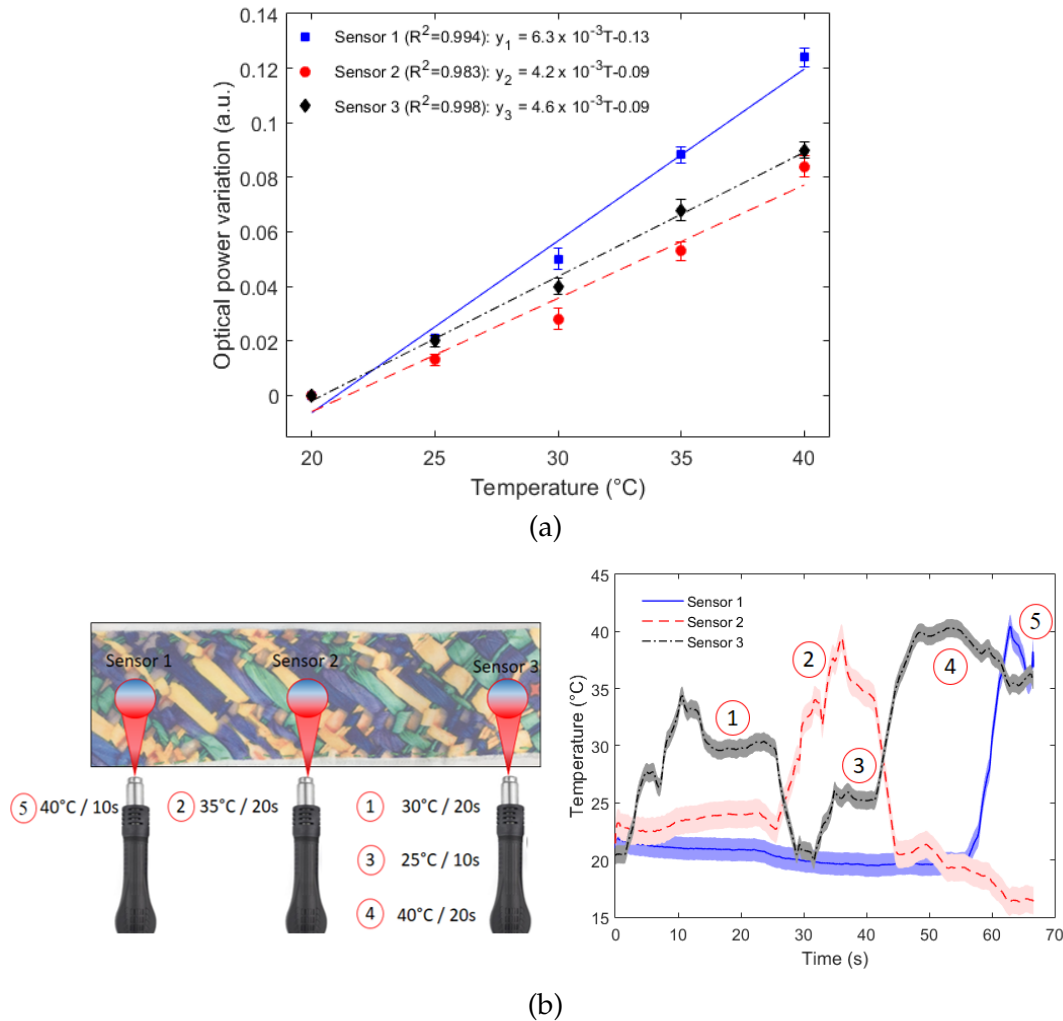 Optical power variation (a.u.)
0.14
0.12
0.1
0.08
0.06
0.04
0.02
0
Sensor 1 (R²=0.994): y₁ = 6.3 x 10⁻³T-0.13
Sensor 2 (R²=0.983): y₂ = 4.2 x 10⁻³T-0.09
Sensor 3 (R²=0.998): y₃ = 4.6 x 10⁻³T-0.09
20 25 30 35 40
Temperature (°C)
(a)
Sensor 1 Sensor 2 Sensor 3
5 40°C / 10s
2 35°C / 20s
1 30°C / 20s
3 25°C / 10s
4 40°C / 20s
Temperature (°C)
45
40
35
30
25
20
15
Sensor 1
Sensor 2
Sensor 3
1
2
3
4
5
0 10 20 30 40 50 60 70
Time (s)
(b)